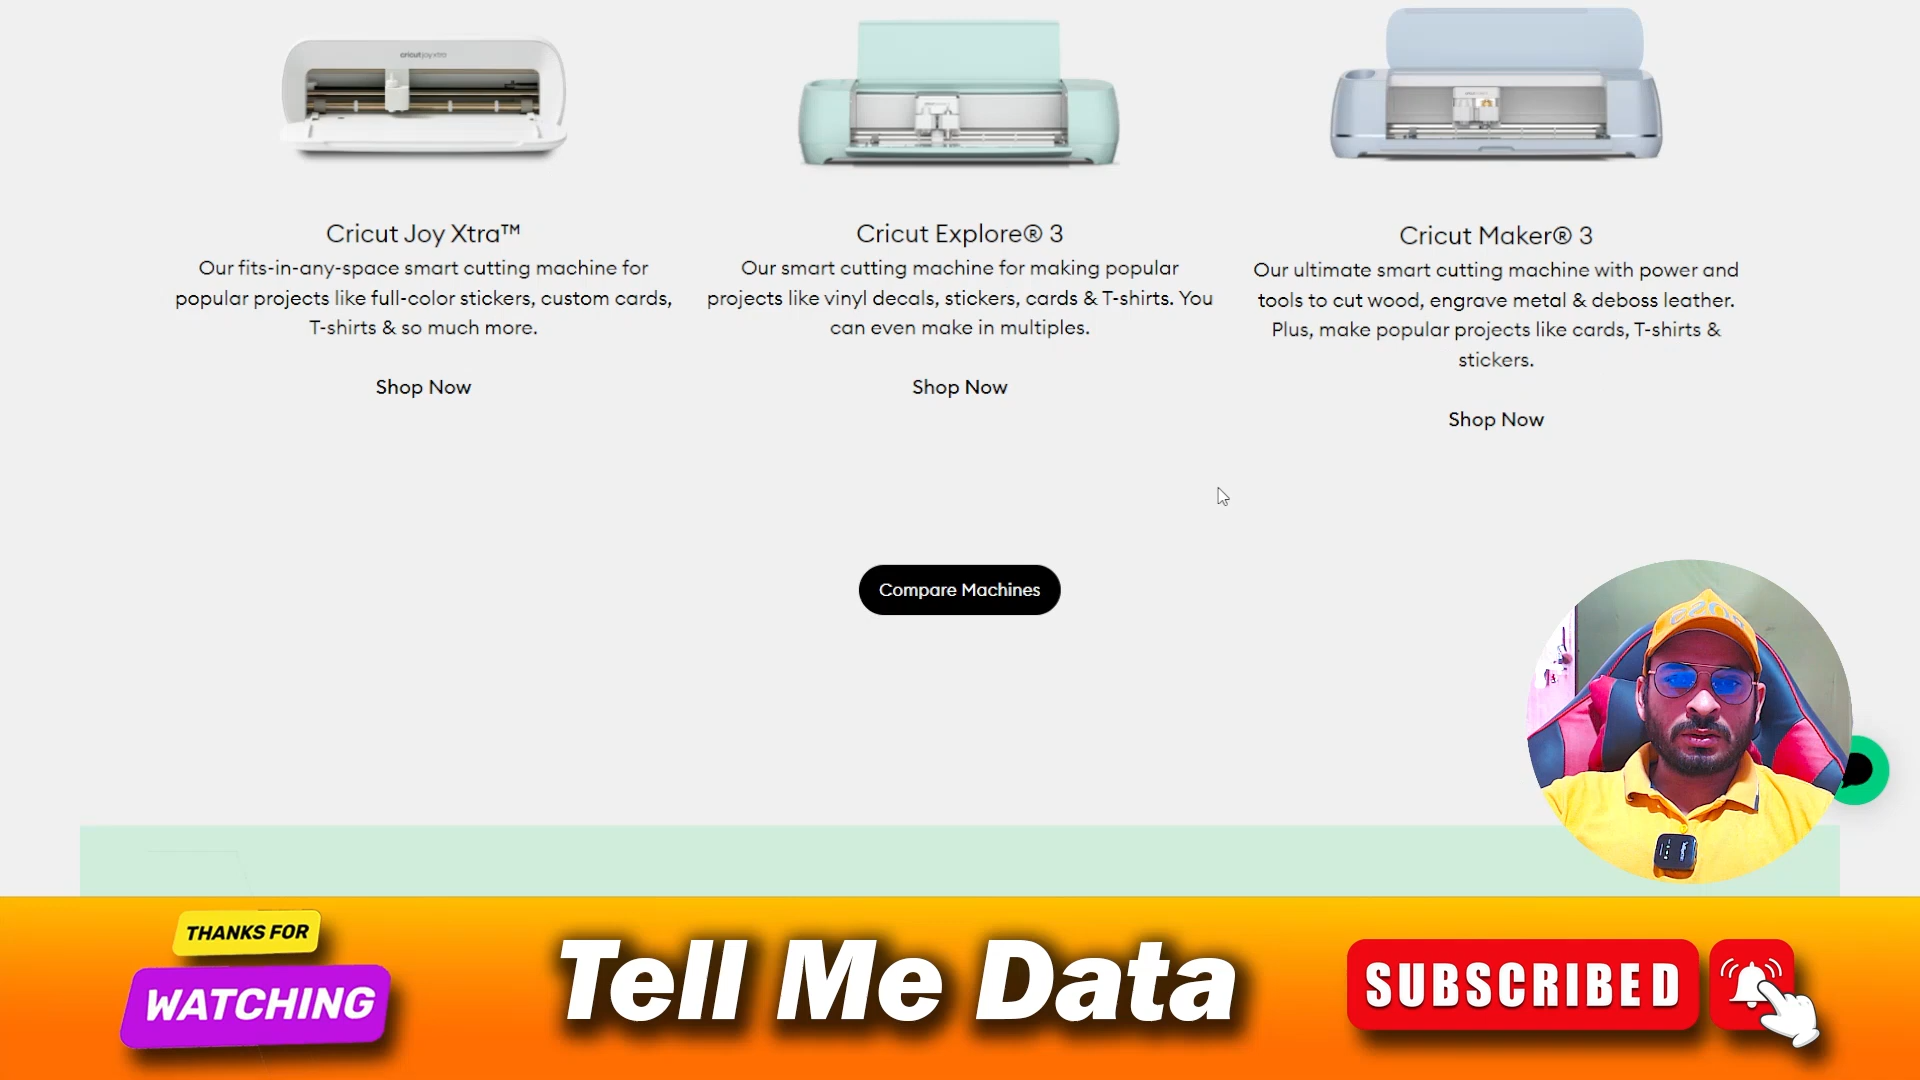 cricut joy xtra
Cricut Joy Xtra™
Our fits-in-any-space smart cutting machine for
popular projects like full-color stickers, custom cards,
T-shirts & so much more.
Shop Now
Cricut Explore® 3
Our smart cutting machine for making popular
projects like vinyl decals, stickers, cards & T-shirts. You
can even make in multiples.
Shop Now
Cricut Maker® 3
Our ultimate smart cutting machine with power and
tools to cut wood, engrave metal & deboss leather.
Plus, make popular projects like cards, T-shirts &
stickers.
Shop Now
Compare Machines
THANKS FOR
WATCHING
Tell Me Data
SUBSCRIBED